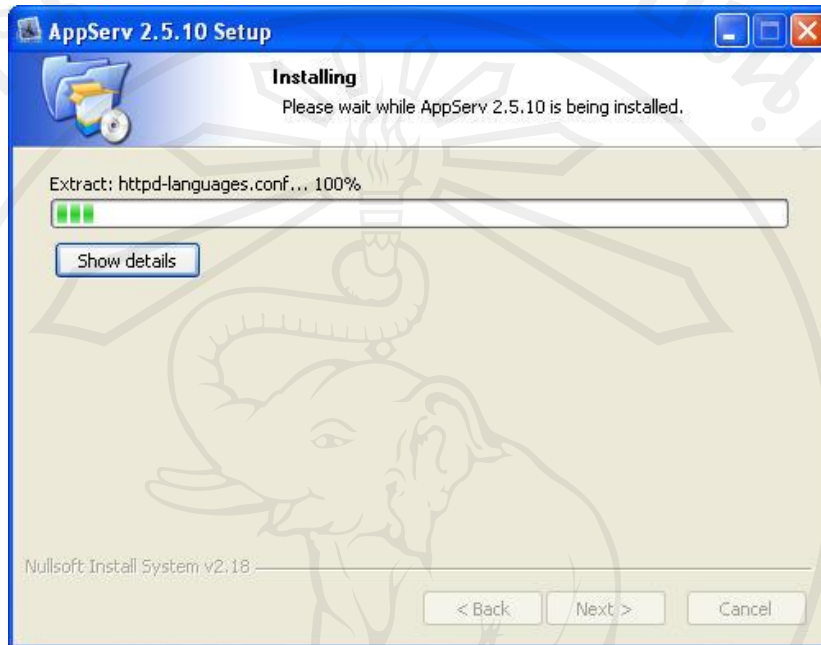 AppServ 2.5.10 Setup
Installing
Please wait while AppServ 2.5.10 is being installed.
Extract: httpd-languages.conf... 100%
Show details
Nullsoft Install System v2.18
< Back
Next >
Cancel